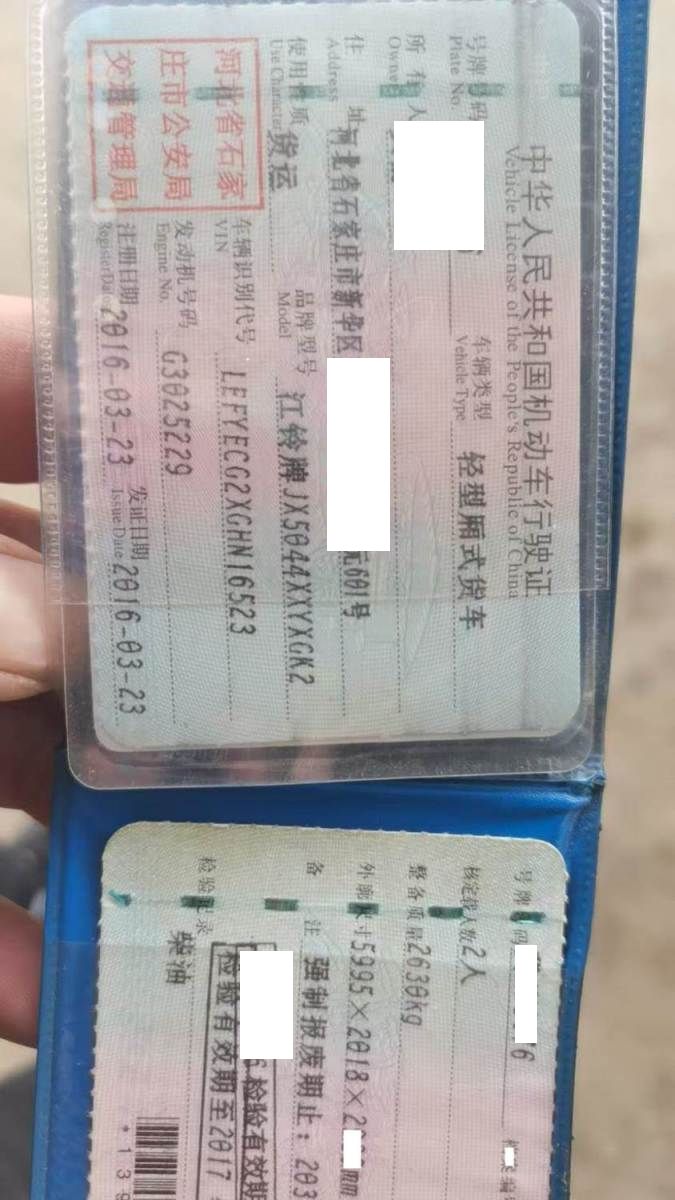 中华人民共和国机动车行驶证
Vehicle License of the People's Republic of China
号牌号码
Plate No.
车辆类型 轻型厢式货车
Vehicle Type
所有人
Owner
住址 河北省石家庄市新华区
元601号
Address
使用性质 货运
Use Character
品牌型号 江铃牌JX5044XXYXGK2
Model
河北省石家
庄市公安局
交通管理局
车辆识别代号 LEFYECG2XGHN16523
VIN
发动机号码 G3025229
Engine No.
注册日期 2016-03-23
Register Date
发证日期 2016-03-23
Issue Date
号牌号码
6
核定载人数 2人
整备质量 2630kg
外廓尺寸 5995×2018×2
mm
备注 强制报废期止：203
6检验有效期
检验有效期至2017
检验记录
柴油
*139